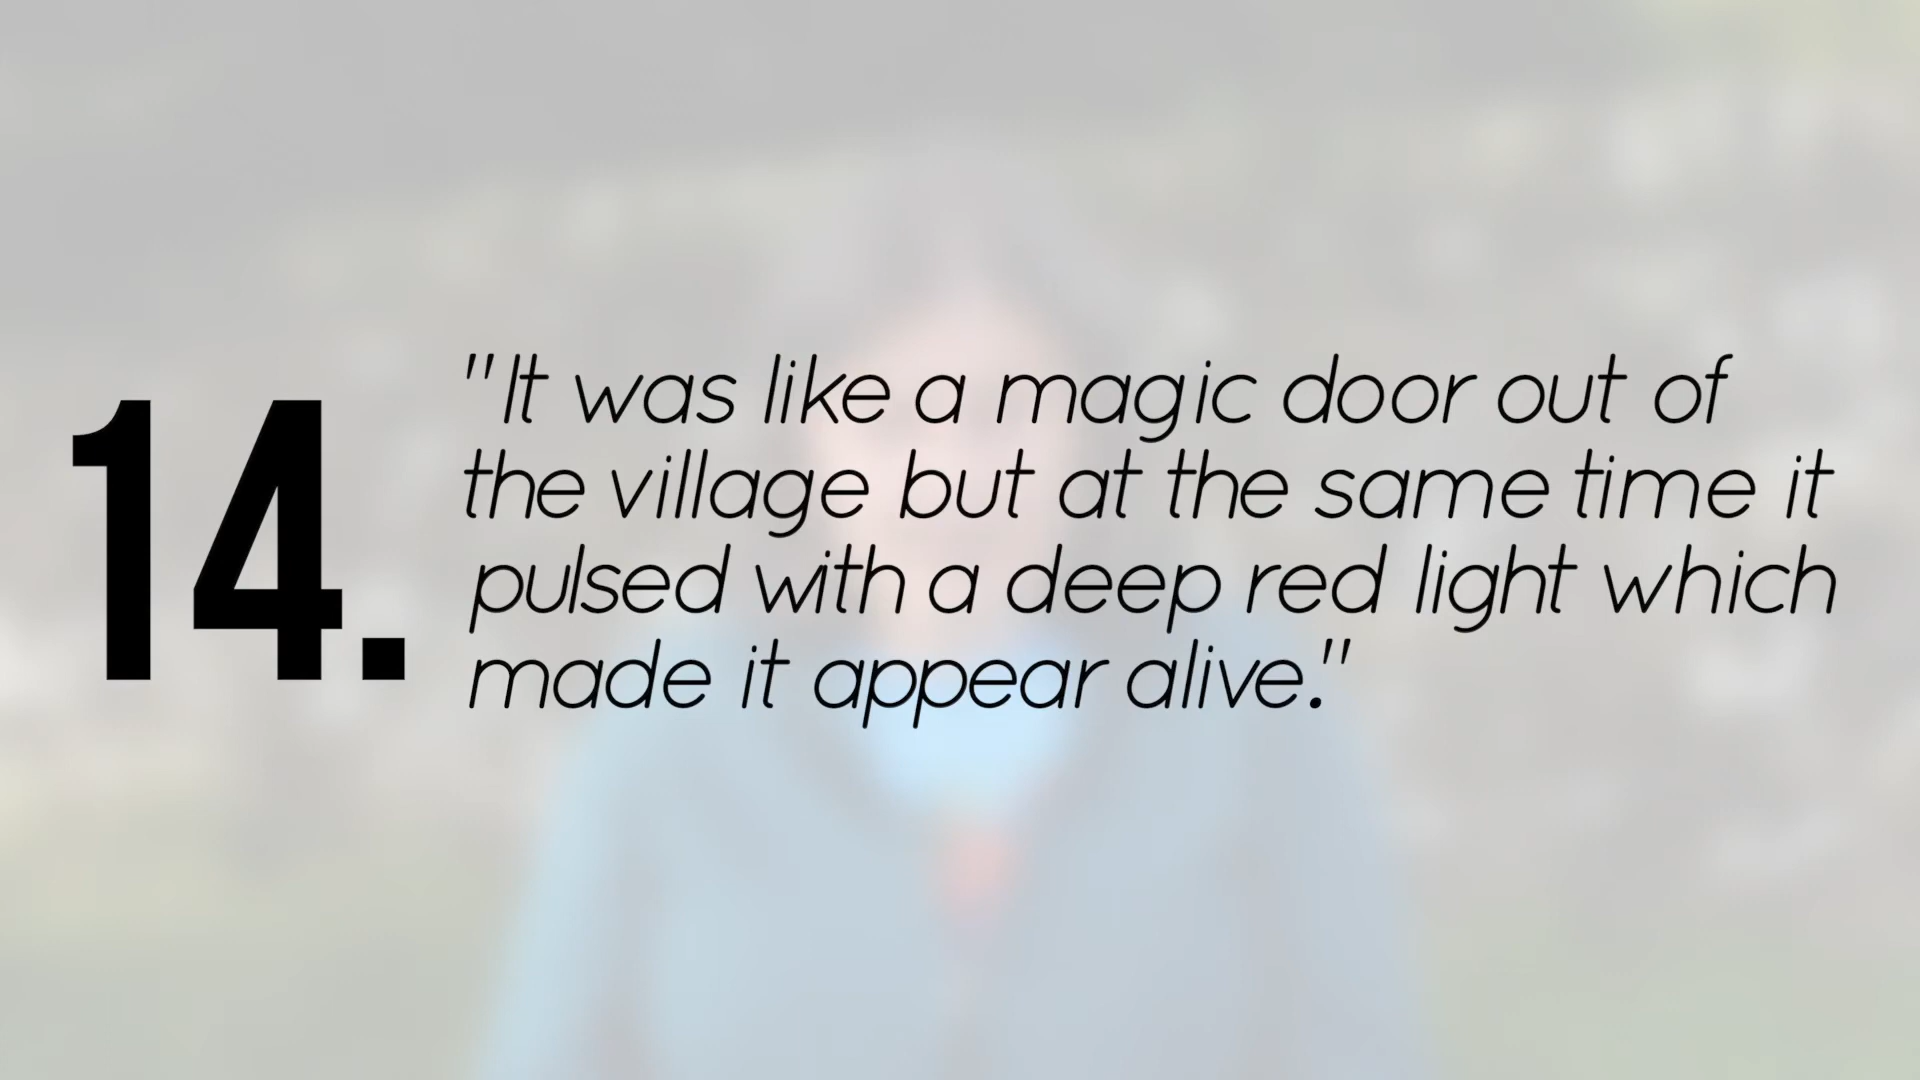 14.
"It was like a magic door out of
the village but at the same time it
pulsed with a deep red light which
made it appear alive."